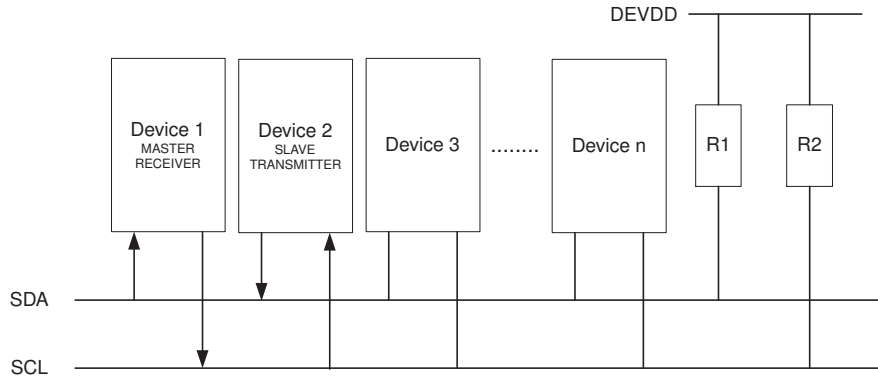 DEVDD
Device 1
MASTER
RECEIVER
Device 2
SLAVE
TRANSMITTER
Device 3
........
Device n
R1
R2
SDA
SCL